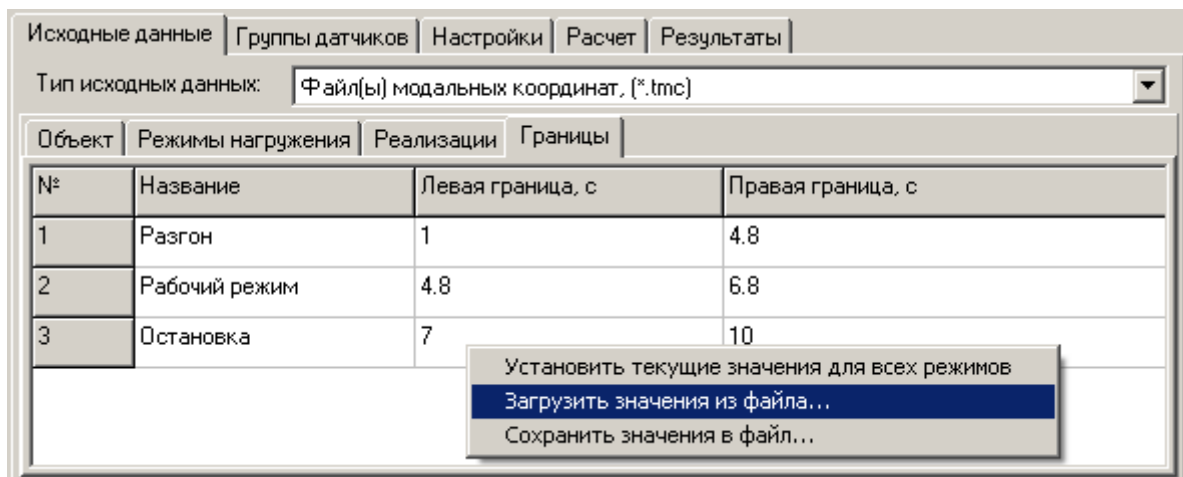 Исходные данные Группы датчиков Настройки Расчет Результаты
Тип исходных данных: Файл(ы) модальных координат, (*.tmc)
Объект Режимы нагружения Реализации Границы
№ Название Левая граница, с Правая граница, с
1 Разгон 1 4.8
2 Рабочий режим 4.8 6.8
3 Остановка 7 10
Установить текущие значения для всех режимов
Загрузить значения из файла...
Сохранить значения в файл...